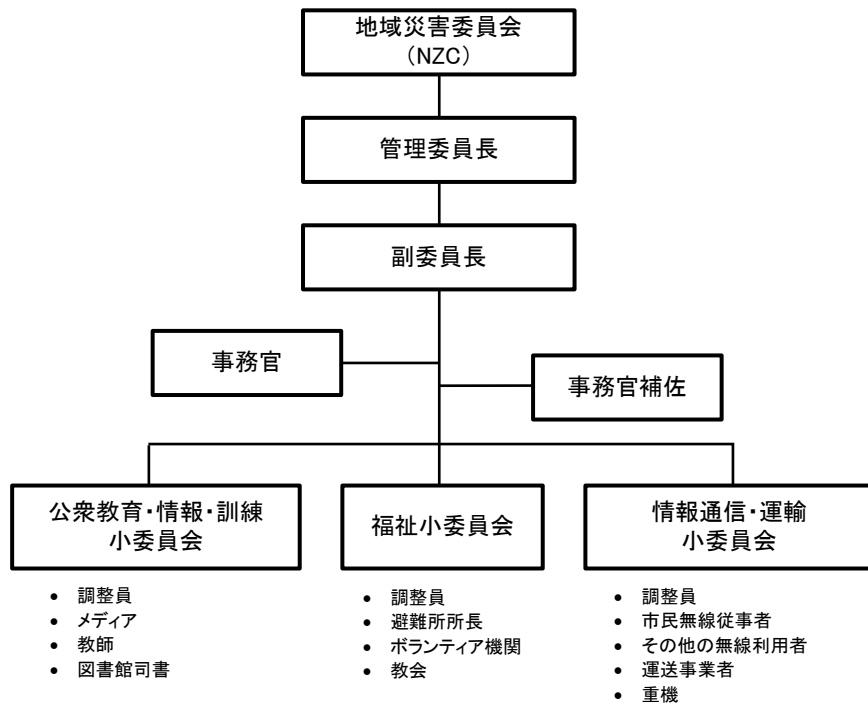 地域災害委員会
(NZC)
管理委員長
副委員長
事務官
事務官補佐
公衆教育・情報・訓練
小委員会
福祉小委員会
情報通信・運輸
小委員会
• 調整員
• メディア
• 教師
• 図書館司書
• 調整員
• 避難所所長
• ボランティア機関
• 教会
• 調整員
• 市民無線従事者
• その他の無線利用者
• 運送事業者
• 重機